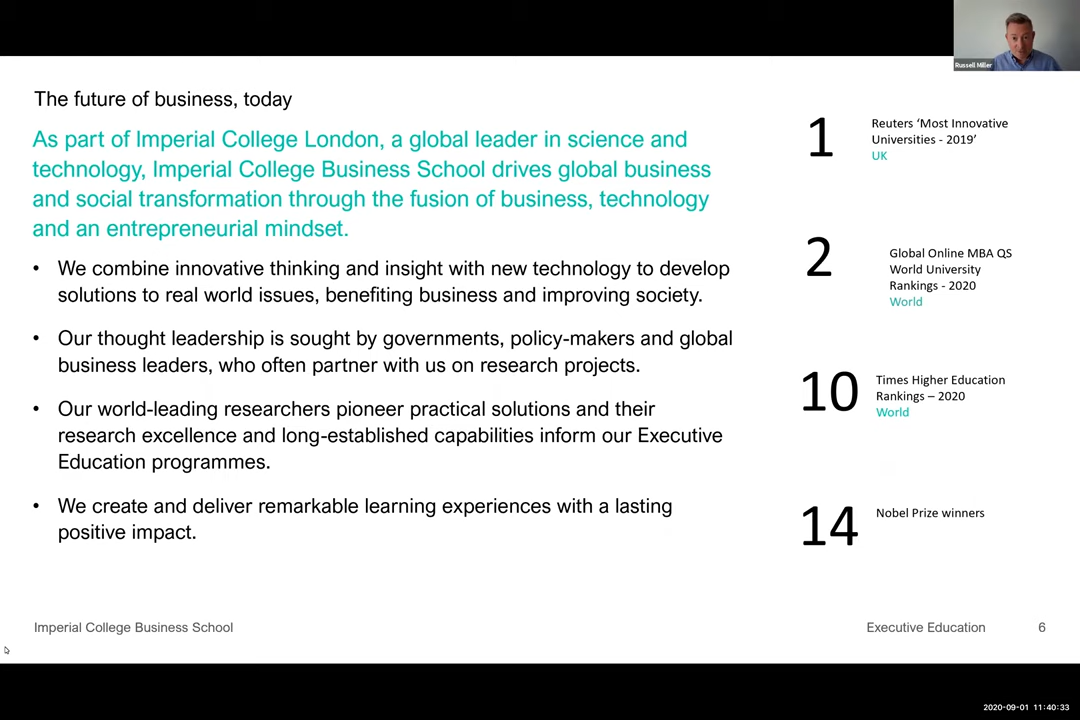 Russell Miller
The future of business, today
As part of Imperial College London, a global leader in science and
technology, Imperial College Business School drives global business
and social transformation through the fusion of business, technology
and an entrepreneurial mindset.
• We combine innovative thinking and insight with new technology to develop
solutions to real world issues, benefiting business and improving society.
• Our thought leadership is sought by governments, policy-makers and global
business leaders, who often partner with us on research projects.
• Our world-leading researchers pioneer practical solutions and their
research excellence and long-established capabilities inform our Executive
Education programmes.
• We create and deliver remarkable learning experiences with a lasting
positive impact.
1
Reuters ‘Most Innovative
Universities - 2019’
UK
2
Global Online MBA QS
World University
Rankings - 2020
World
10
Times Higher Education
Rankings – 2020
World
14
Nobel Prize winners
Imperial College Business School
Executive Education
6
2020-09-01 11:40:33